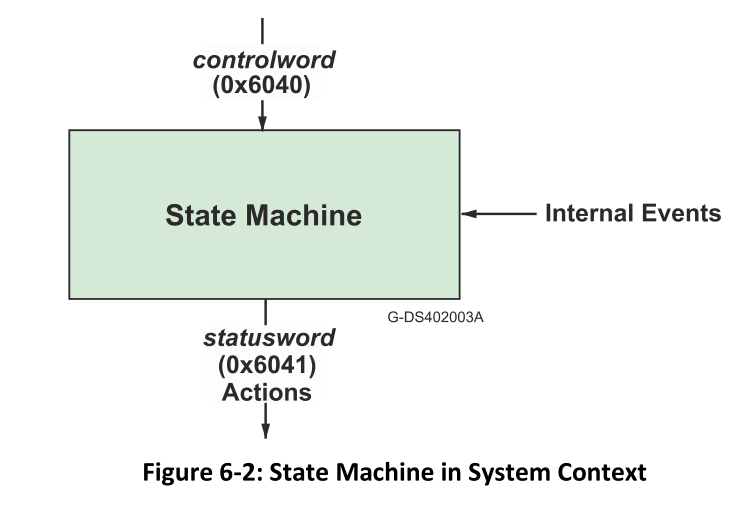 controlword
(0x6040)
State Machine
Internal Events
G-DS402003A
statusword
(0x6041)
Actions
Figure 6-2: State Machine in System Context